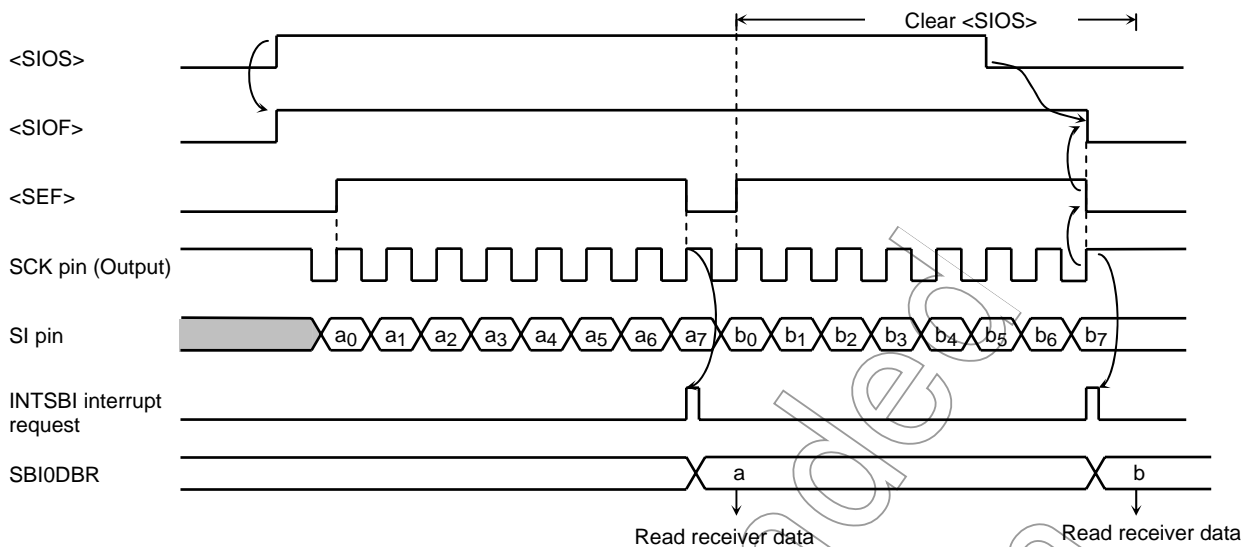 Clear <SIOS>
<SIOS>
<SIOF>
<SEF>
SCK pin (Output)
SI pin
a0 a1 a2 a3 a4 a5 a6 a7 b0 b1 b2 b3 b4 b5 b6 b7
INTSBI interrupt
request
SBI0DBR
a
b
Read receiver data
Read receiver data